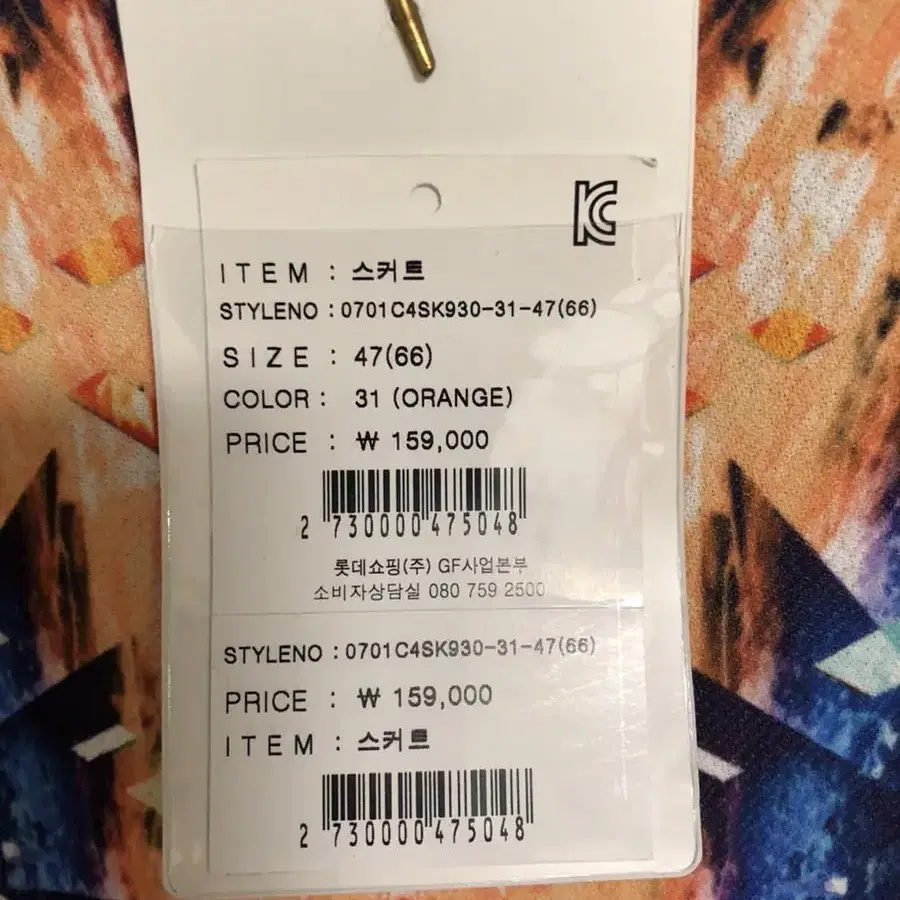 KC
ITEM : 스커트
STYLENO : 0701C4SK930-31-47(66)
SIZE : 47(66)
COLOR : 31 (ORANGE)
PRICE : ₩ 159,000
2 730000 475048
롯데쇼핑(주) GF사업본부
소비자상담실 080 759 2500
STYLENO : 0701C4SK930-31-47(66)
PRICE : ₩ 159,000
ITEM : 스커트
2 730000 475048